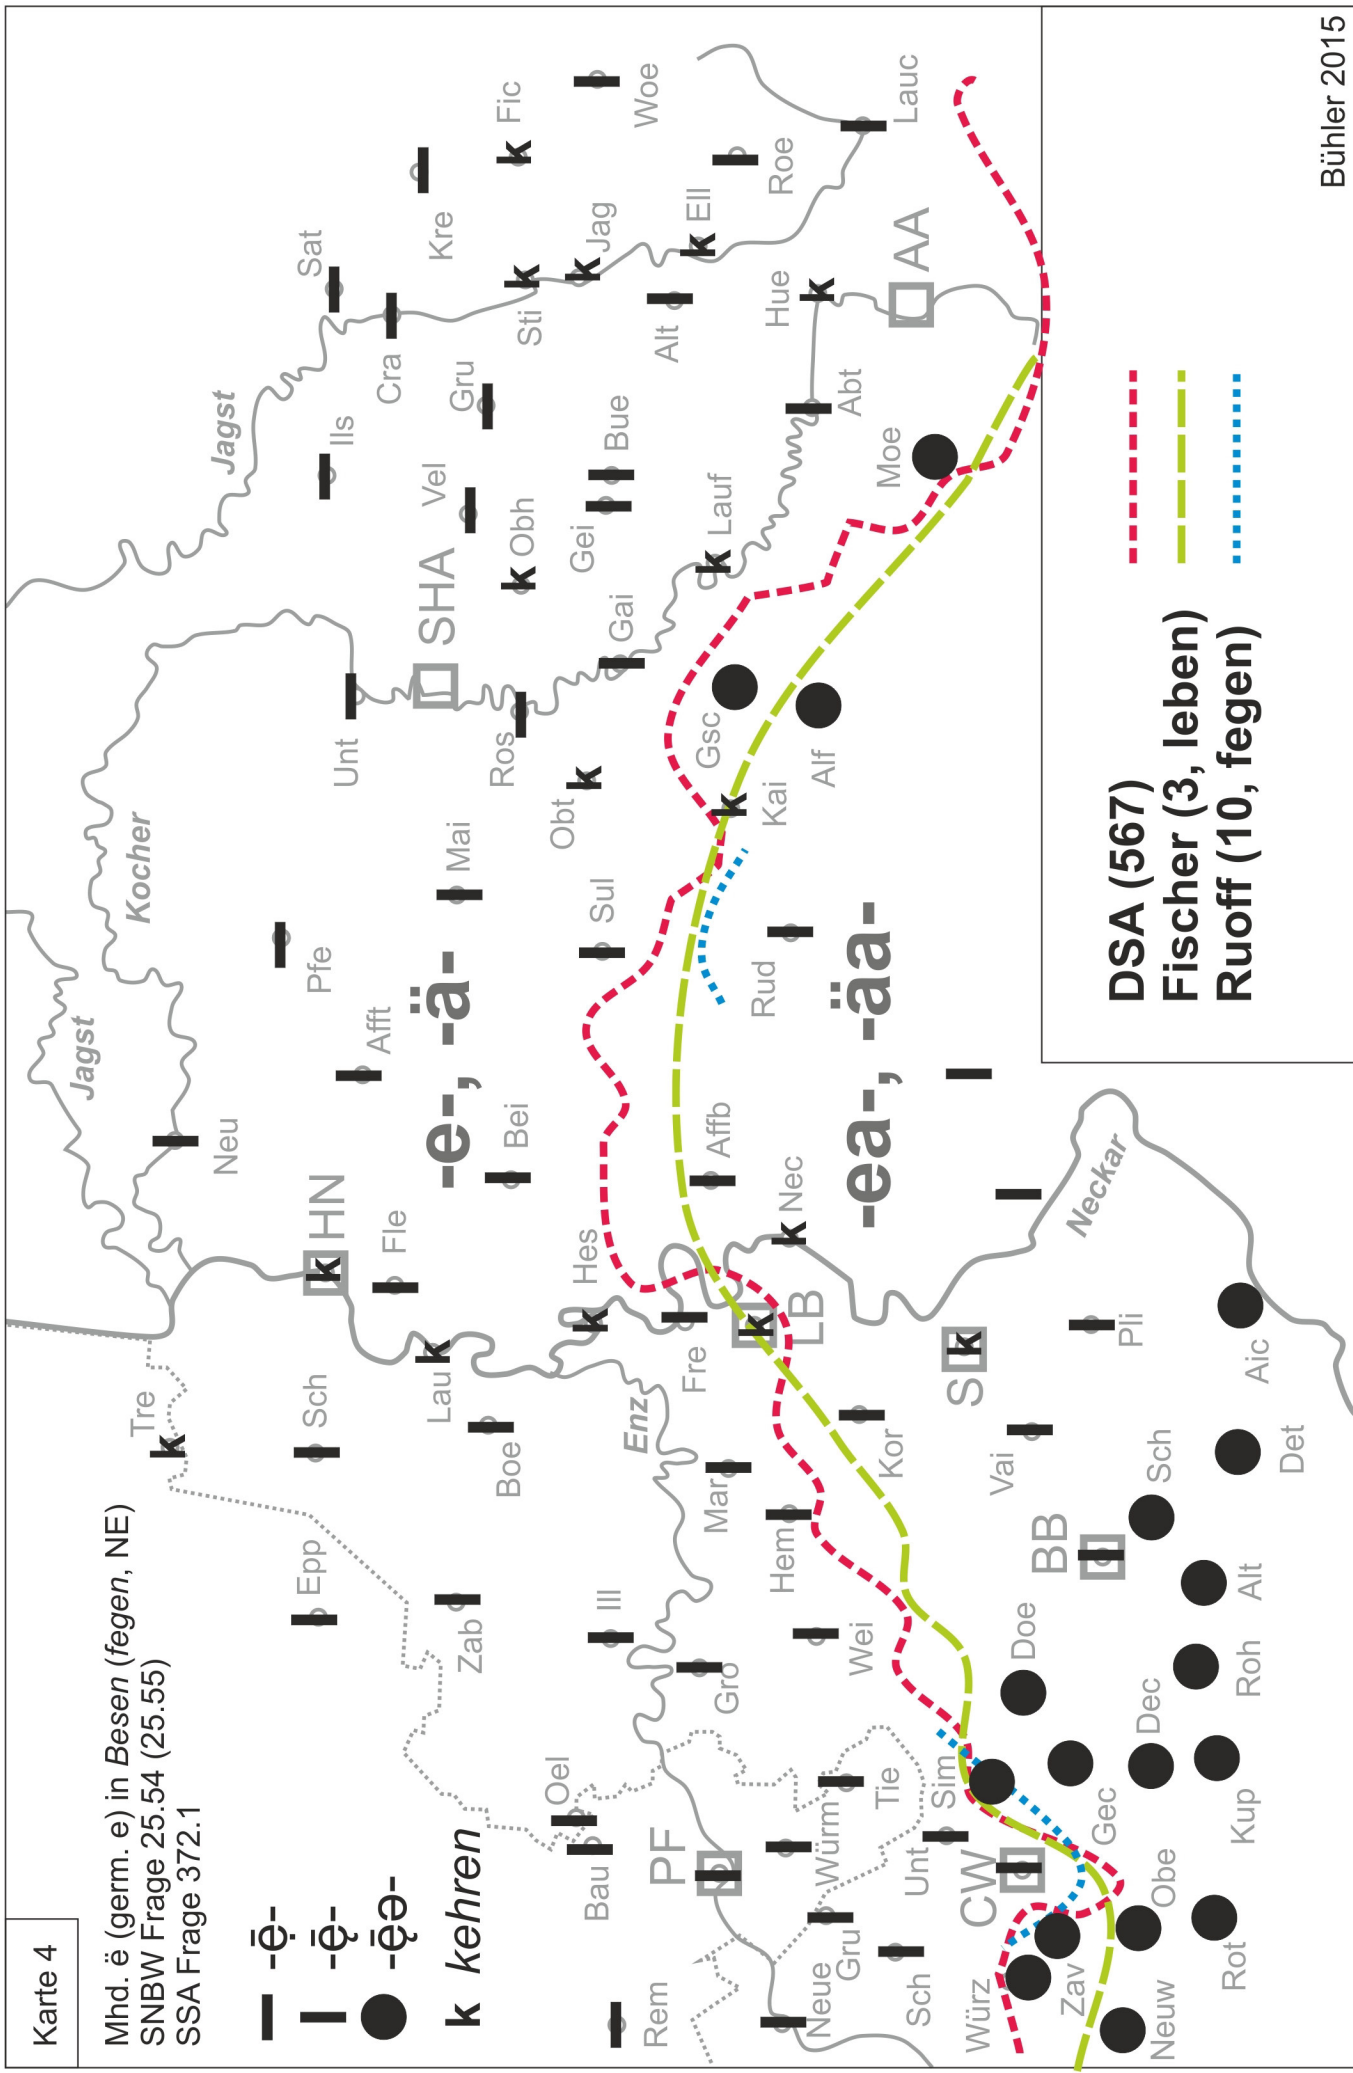 Karte 4
Mhd. ë (germ. e) in Besen (fegen, NE)
SNBW Frage 25.54 (25.55)
SSA Frage 372.1
k kehren
Jagst
Kocher
Jagst
Enz
Neckar
Tre
Neu
Unt
Ils
Sat
Epp
Sch
HN
Afft
Pfe
Fle
Mai
SHA
Vel
Gru
Cra
Kre
Zab
Lau
Boe
Bei
-e-, -ä-
Ros
Obh
Sti
Fic
Oel
Bau
Ill
Hes
Sul
Obt
Gai
Gei
Bue
Jag
Woe
Rem
PF
Gro
Mar
Fre
Affb
Gsc
Lauf
Alt
Ell
Roe
Neue
Gru
Würm
Tie
Wei
Hem
LB
Nec
Rud
Kai
Alf
Abt
Hue
Lauc
Sch
Unt
Sim
Kor
-ea-, -äa-
Moe
AA
Würz
CW
Zav
Doe
Vai
S
BB
Pli
Gec
Neuw
Obe
Dec
Sch
Rot
Kup
Roh
Alt
Det
Aic
DSA (567)
Fischer (3, leben)
Ruoff (10, fegen)
Bühler 2015